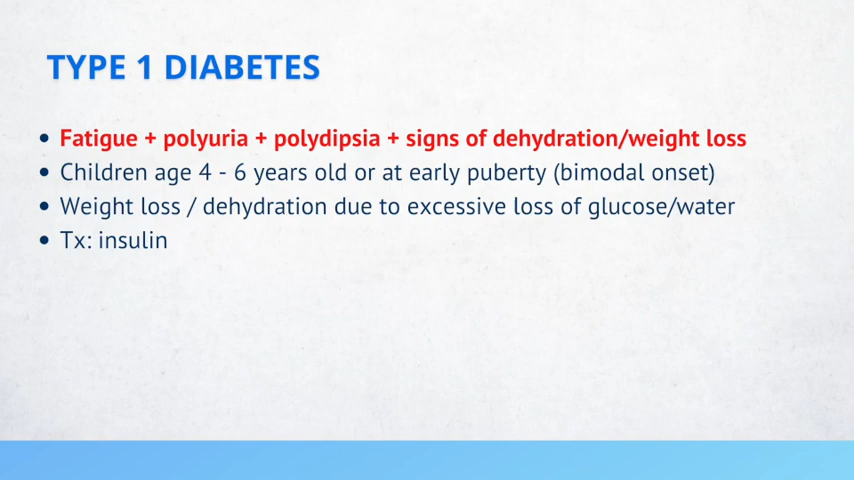 TYPE 1 DIABETES
• Fatigue + polyuria + polydipsia + signs of dehydration/weight loss
• Children age 4 - 6 years old or at early puberty (bimodal onset)
• Weight loss / dehydration due to excessive loss of glucose/water
• Tx: insulin